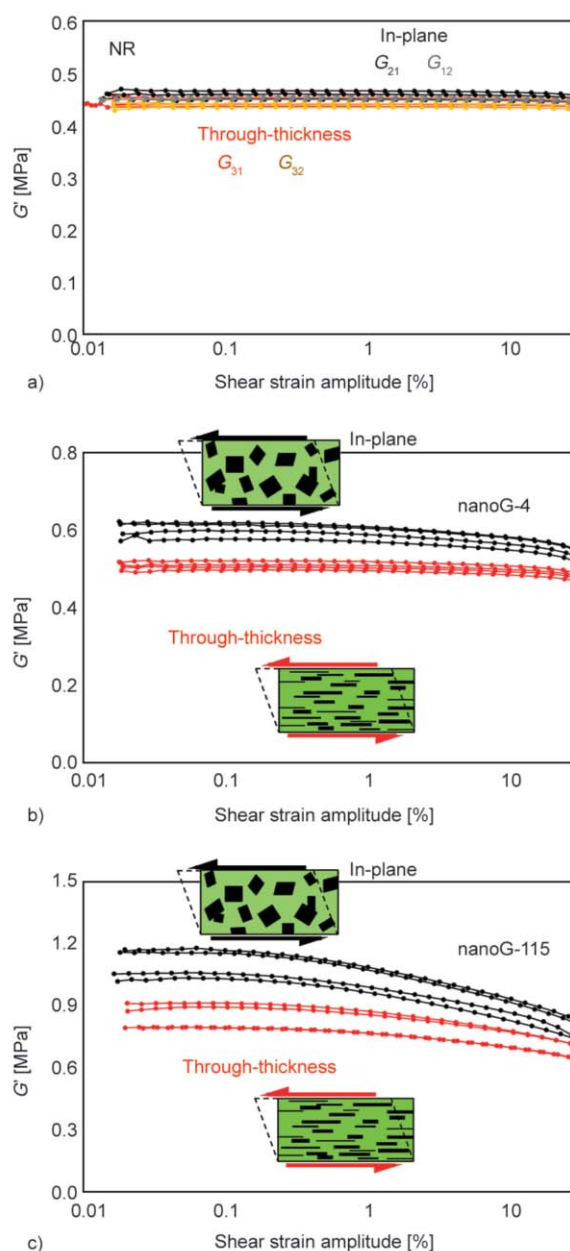 0.6
NR
In-plane
G21 G12
0.5
0.4
Through-thickness
G31 G32
G' [MPa]
0.3
0.2
0.1
0.0
0.01 0.1 1 10
a) Shear strain amplitude [%]
In-plane
0.8
nanoG-4
0.6
G' [MPa]
0.4
Through-thickness
0.2
0.0
0.01 0.1 1 10
b) Shear strain amplitude [%]
In-plane
1.5
nanoG-115
1.2
0.9
G' [MPa]
0.6
Through-thickness
0.3
0.0
0.01 0.1 1 10
c) Shear strain amplitude [%]